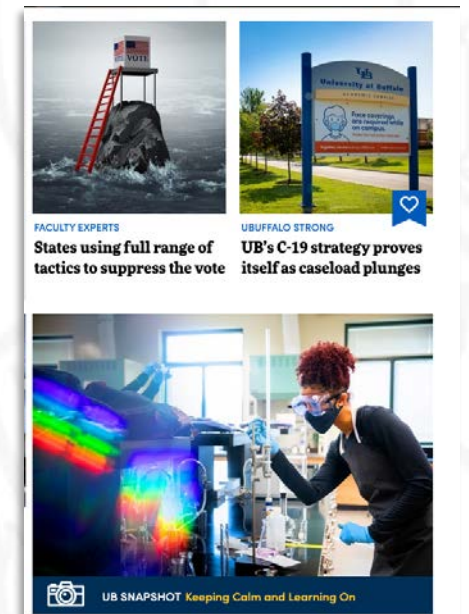 VOTE
UB
University at Buffalo
Face coverings
are required while
on campus.
FACULTY EXPERTS
States using full range of
tactics to suppress the vote
UBUFFALO STRONG
UB's C-19 strategy proves
itself as caseload plunges
UB SNAPSHOT Keeping Calm and Learning On